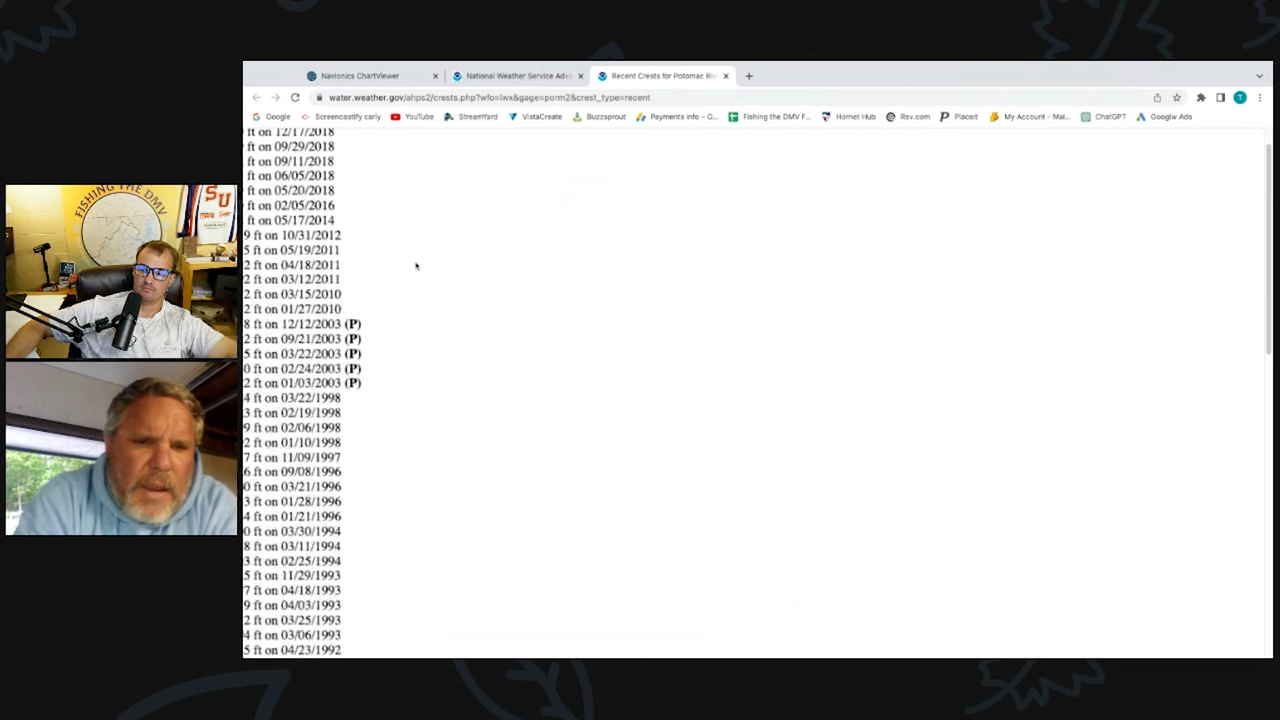 Navionics ChartViewer
National Weather Service Adva
Recent Crests for Potomac Riv
water.weather.gov/ahps2/crests.php?wfo=lwx&gage=porm2&crest_type=recent
Google Screencastify carly YouTube StreamYard VistaCreate Buzzsprout Payments info – G... Fishing the DMV F... Hornet Hub Rev.com Placeit My Account - Mai... ChatGPT Googlw Ads
ft on 12/17/2018
ft on 09/29/2018
ft on 09/11/2018
ft on 06/05/2018
ft on 05/20/2018
ft on 02/05/2016
ft on 05/17/2014
9 ft on 10/31/2012
5 ft on 05/19/2011
2 ft on 04/18/2011
2 ft on 03/12/2011
2 ft on 03/15/2010
2 ft on 01/27/2010
8 ft on 12/12/2003 (P)
2 ft on 09/21/2003 (P)
5 ft on 03/22/2003 (P)
0 ft on 02/24/2003 (P)
2 ft on 01/03/2003 (P)
4 ft on 03/22/1998
3 ft on 02/19/1998
9 ft on 02/06/1998
2 ft on 01/10/1998
7 ft on 11/09/1997
6 ft on 09/08/1996
0 ft on 03/21/1996
3 ft on 01/28/1996
4 ft on 01/21/1996
0 ft on 03/30/1994
8 ft on 03/11/1994
3 ft on 02/25/1994
5 ft on 11/29/1993
7 ft on 04/18/1993
9 ft on 04/03/1993
2 ft on 03/25/1993
4 ft on 03/06/1993
5 ft on 04/23/1992
FISHING THE DMV
SU